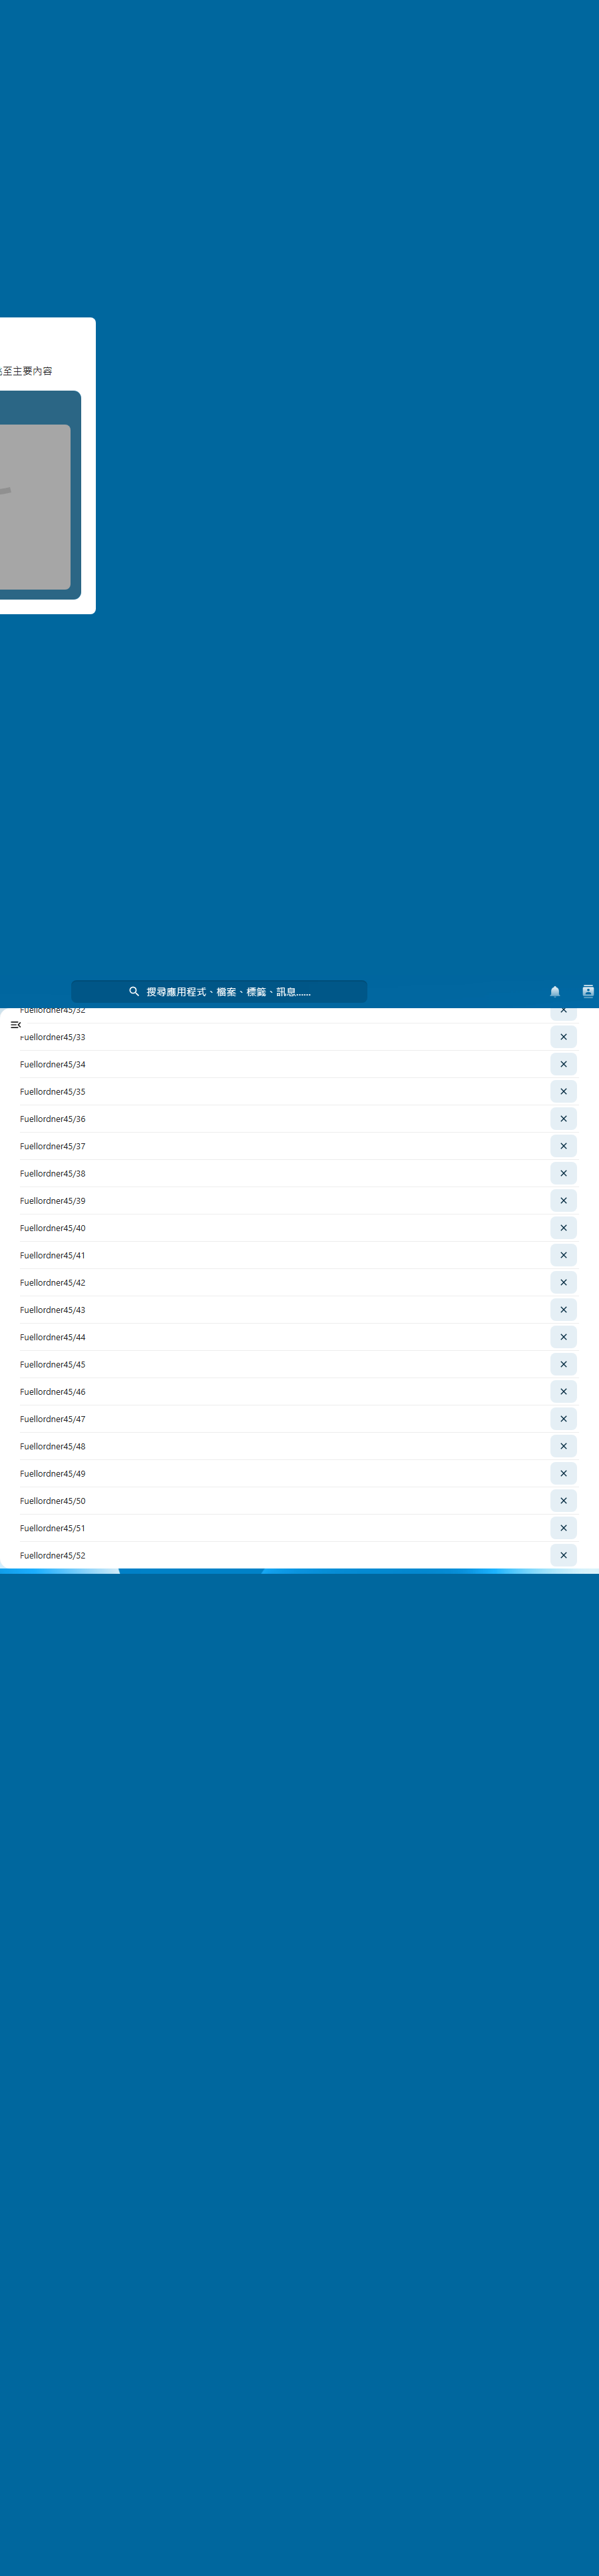 至主要內容
搜尋應用程式、檔案、標籤、訊息……
Fuellordner45/32
Fuellordner45/33
Fuellordner45/34
Fuellordner45/35
Fuellordner45/36
Fuellordner45/37
Fuellordner45/38
Fuellordner45/39
Fuellordner45/40
Fuellordner45/41
Fuellordner45/42
Fuellordner45/43
Fuellordner45/44
Fuellordner45/45
Fuellordner45/46
Fuellordner45/47
Fuellordner45/48
Fuellordner45/49
Fuellordner45/50
Fuellordner45/51
Fuellordner45/52